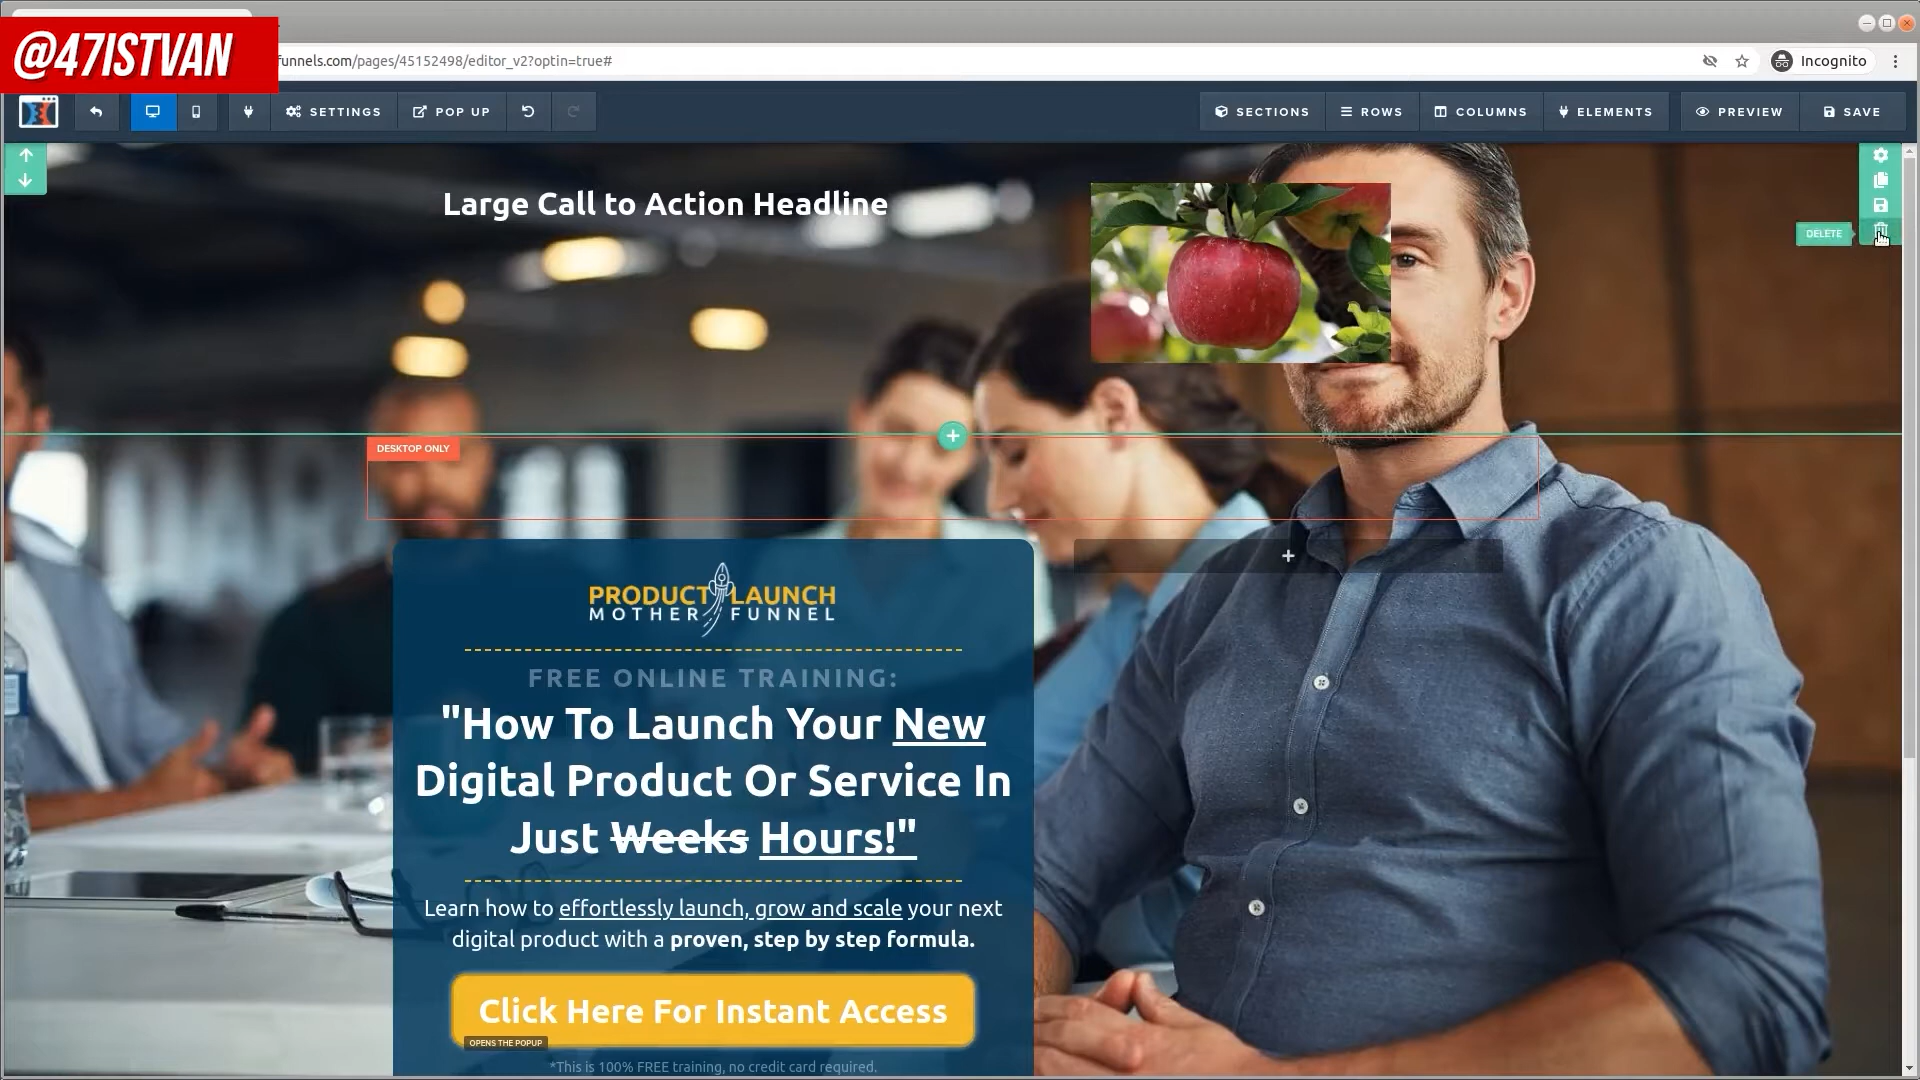 @47ISTVAN
funnels.com/pages/45152498/editor_v2?optin=true#
Incognito
SETTINGS
POP UP
SECTIONS
ROWS
COLUMNS
ELEMENTS
PREVIEW
SAVE
Large Call to Action Headline
DELETE
DESKTOP ONLY
PRODUCT LAUNCH
MOTHER FUNNEL
FREE ONLINE TRAINING:
"How To Launch Your New
Digital Product Or Service In
Just Weeks Hours!"
Learn how to effortlessly launch, grow and scale your next
digital product with a proven, step by step formula.
Click Here For Instant Access
OPENS THE POPUP
*This is 100% FREE training, no credit card required.